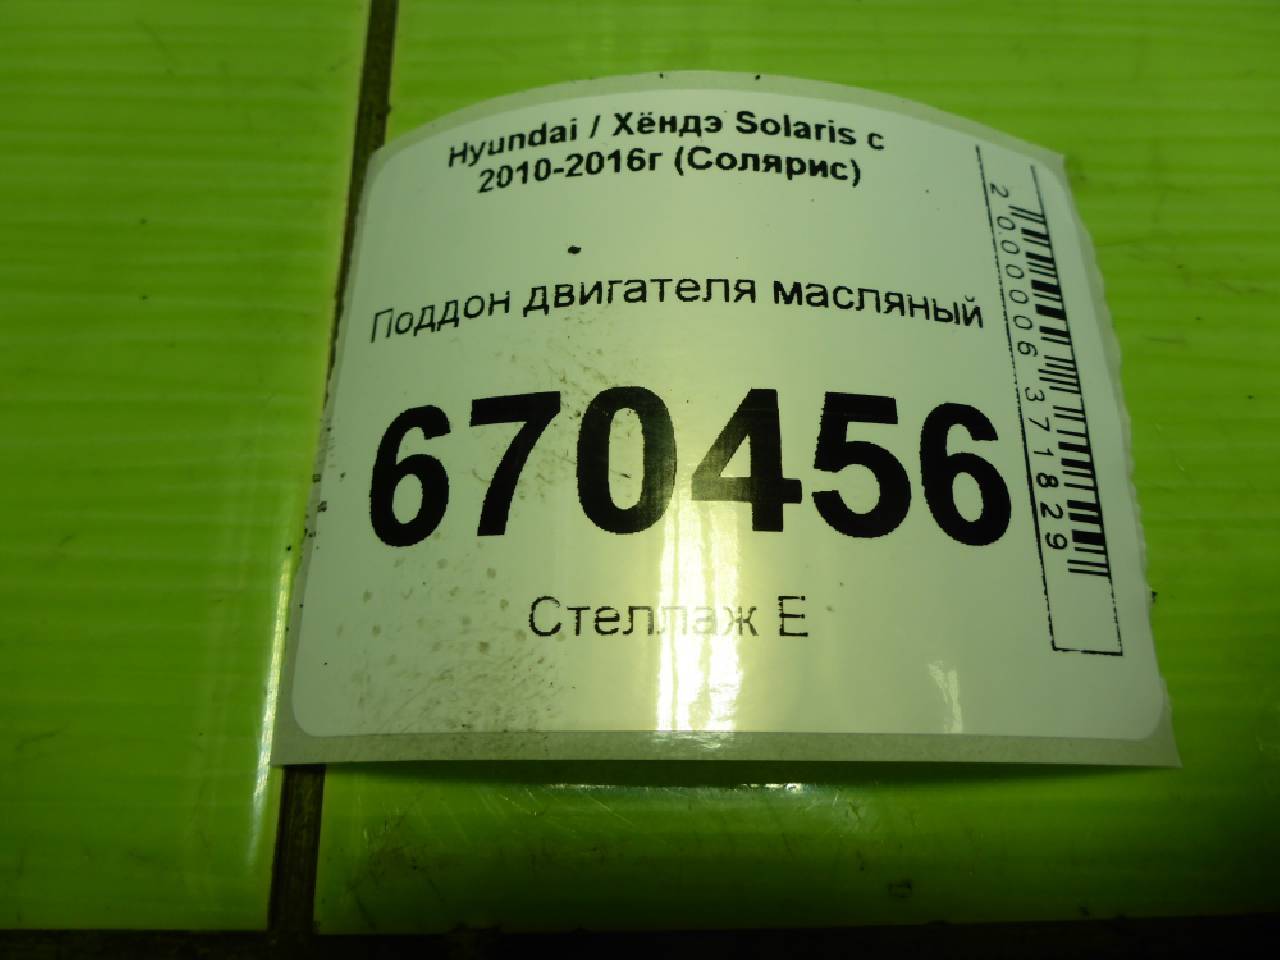 Hyundai / Хёндэ Solaris с
2010-2016г (Солярис)
Поддон двигателя масляный
670456
Стеллаж Е
2000006371829